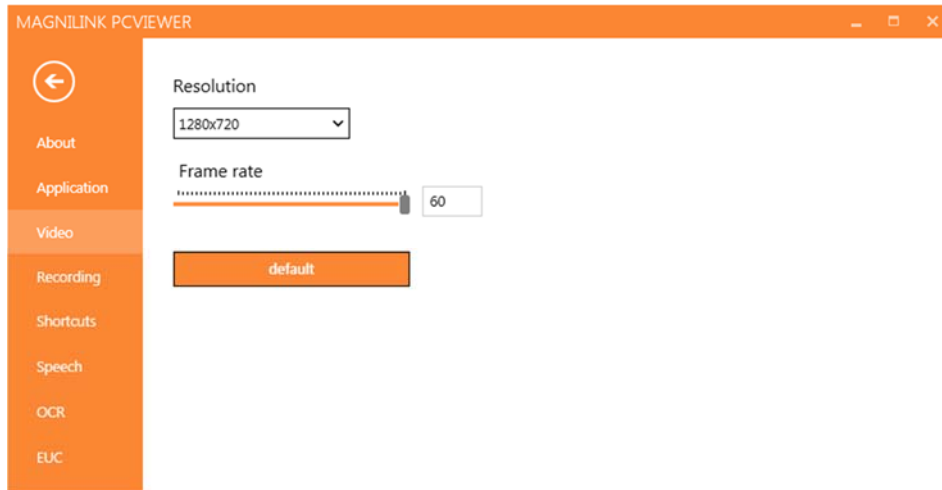 MAGNILINK PCVIEWER
About
Application
Video
Recording
Shortcuts
Speech
OCR
EUC
Resolution
1280x720
Frame rate
60
default